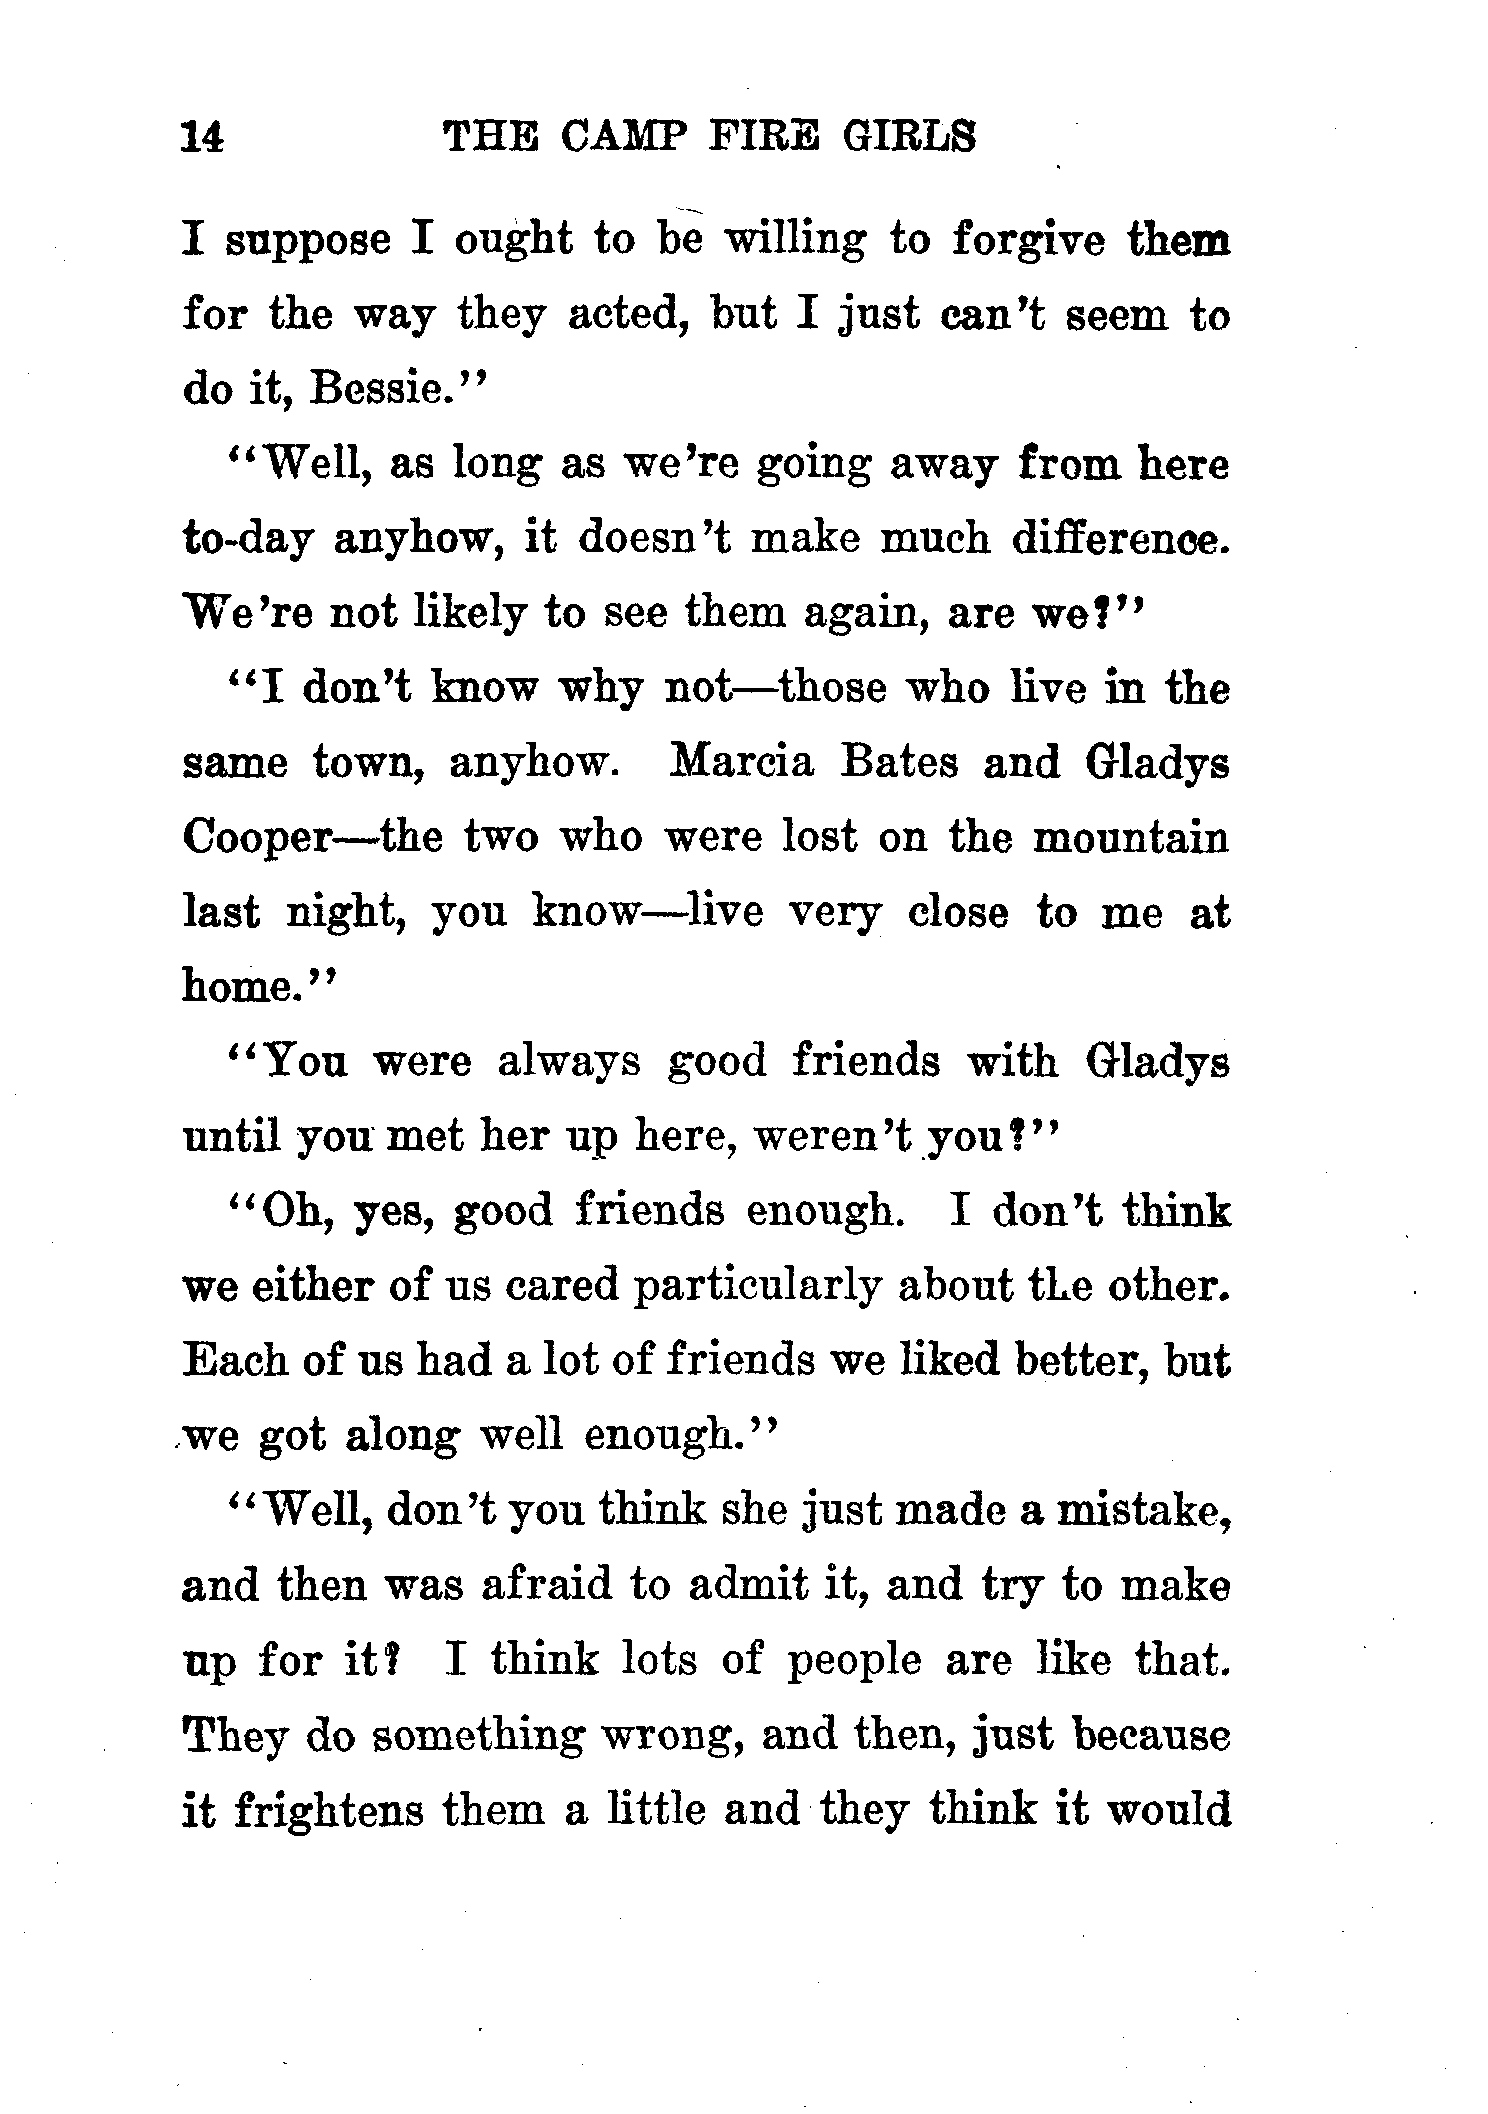 14 THE CAMP FIRE GIRLS
I suppose I ought to be willing to forgive them
for the way they acted, but I just can't seem to
do it, Bessie."
"Well, as long as we're going away from here
to-day anyhow, it doesn't make much difference.
We're not likely to see them again, are we?"
"I don't know why not—those who live in the
same town, anyhow. Marcia Bates and Gladys
Cooper—the two who were lost on the mountain
last night, you know—live very close to me at
home."
"You were always good friends with Gladys
until you met her up here, weren't you?"
"Oh, yes, good friends enough. I don't think
we either of us cared particularly about the other.
Each of us had a lot of friends we liked better, but
we got along well enough."
"Well, don't you think she just made a mistake,
and then was afraid to admit it, and try to make
up for it? I think lots of people are like that.
They do something wrong, and then, just because
it frightens them a little and they think it would